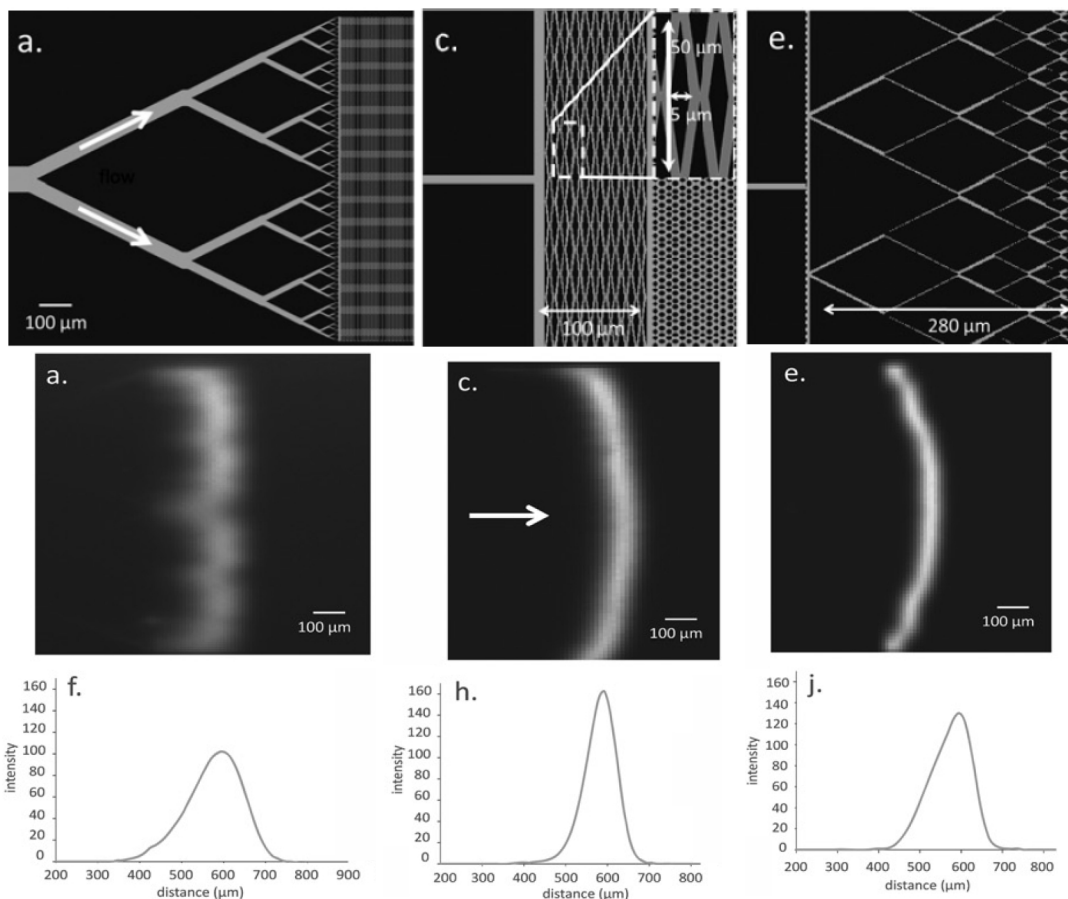 a.
flow
100 µm
c.
50 µm
5 µm
100 µm
e.
280 µm
a.
100 µm
c.
100 µm
e.
100 µm
f.
160
140
120
100
80
60
40
20
0
intensity
200 300 400 500 600 700 800 900
distance (µm)
h.
160
140
120
100
80
60
40
20
0
intensity
200 300 400 500 600 700 800
distance (µm)
j.
160
140
120
100
80
60
40
20
0
intensity
200 300 400 500 600 700 800
distance (µm)